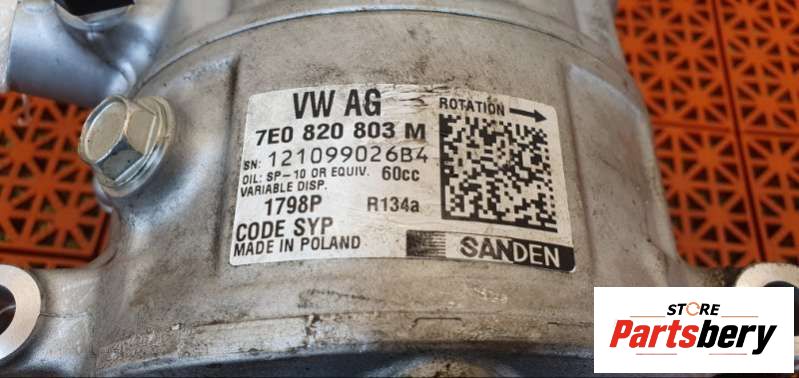 VW AG
ROTATION
7E0 820 803 M
SN: 121099026B4
OIL: SP-10 OR EQUIV. 60cc
VARIABLE DISP.
1798P R134a
CODE SYP
MADE IN POLAND
SANDEN
STORE
Partsbery